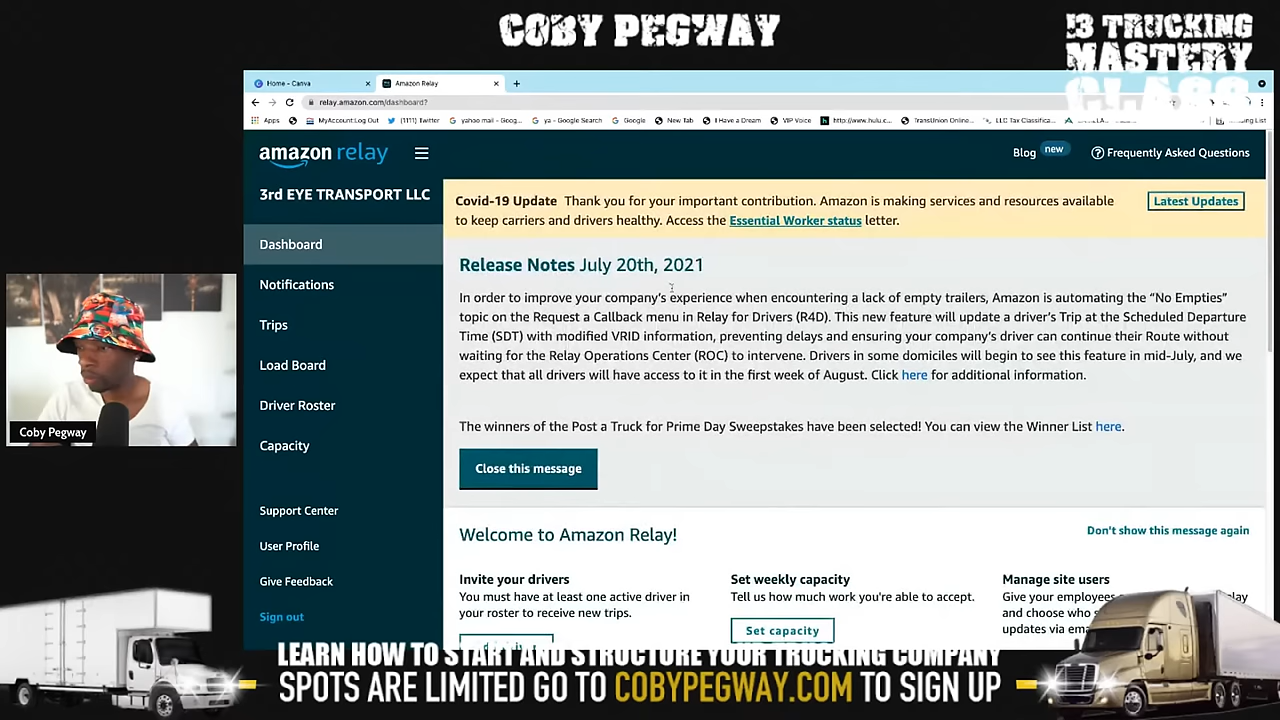 COBY PEGWAY
!3 TRUCKING
MASTERY
CLASS
Home - Canva
Amazon Relay
relay.amazon.com/dashboard?
Apps
MyAccount:Log Out
(1111) Twitter
yahoo mail - Goog...
ya - Google Search
Google
New Tab
I Have a Dream
VIP Voice
http://www.hulu.c...
TransUnion Online...
LLC Tax Classifica...
amazon relay
Blog new
Frequently Asked Questions
3rd EYE TRANSPORT LLC
Dashboard
Notifications
Trips
Load Board
Driver Roster
Capacity
Support Center
User Profile
Give Feedback
Sign out
Covid-19 Update Thank you for your important contribution. Amazon is making services and resources available
to keep carriers and drivers healthy. Access the Essential Worker status letter.
Latest Updates
Release Notes July 20th, 2021
In order to improve your company's experience when encountering a lack of empty trailers, Amazon is automating the “No Empties”
topic on the Request a Callback menu in Relay for Drivers (R4D). This new feature will update a driver's Trip at the Scheduled Departure
Time (SDT) with modified VRID information, preventing delays and ensuring your company's driver can continue their Route without
waiting for the Relay Operations Center (ROC) to intervene. Drivers in some domiciles will begin to see this feature in mid-July, and we
expect that all drivers will have access to it in the first week of August. Click here for additional information.
The winners of the Post a Truck for Prime Day Sweepstakes have been selected! You can view the Winner List here.
Close this message
Welcome to Amazon Relay!
Don't show this message again
Invite your drivers
You must have at least one active driver in
your roster to receive new trips.
Set weekly capacity
Tell us how much work you're able to accept.
Set capacity
Manage site users
Give your employees
and choose who
updates via
Coby Pegway
LEARN HOW TO START AND STRUCTURE YOUR TRUCKING COMPANY
SPOTS ARE LIMITED GO TO COBYPEGWAY.COM TO SIGN UP